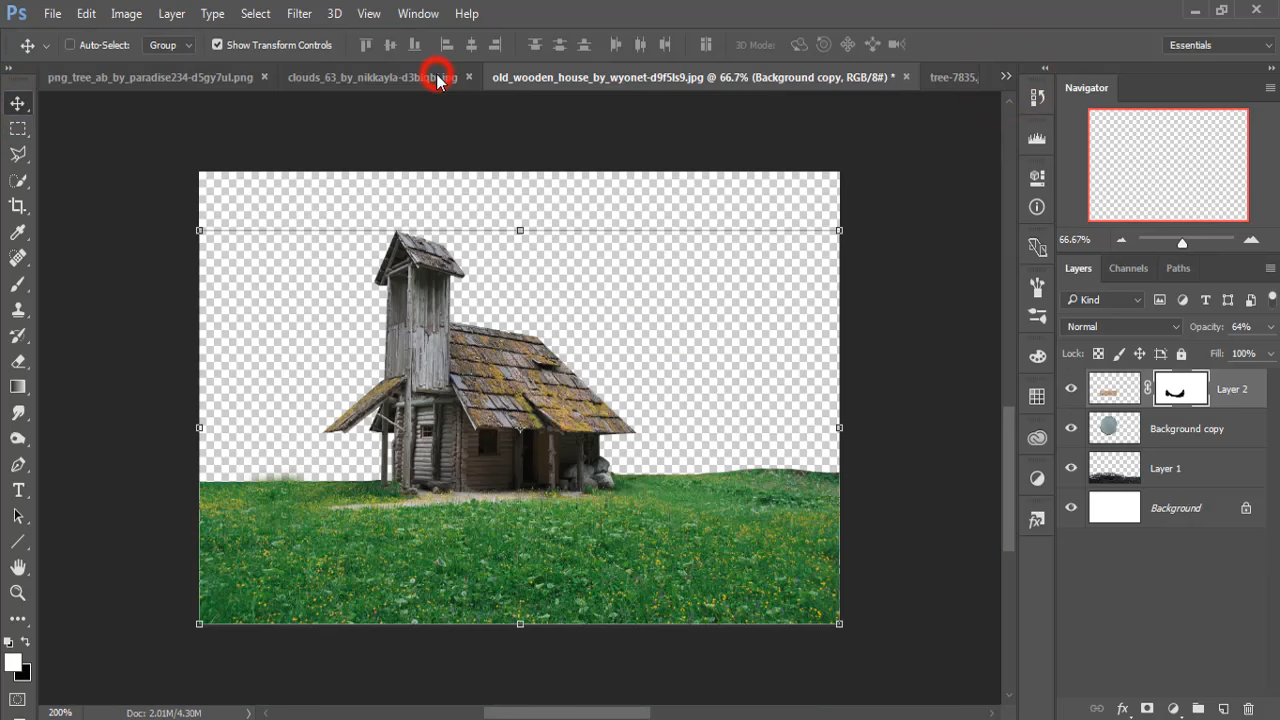 Ps File Edit Image Layer Type Select Filter 3D View Window Help
Auto-Select: Group Show Transform Controls 3D Mode: Essentials
png_tree_ab_by_paradise234-d5gy7ul.png × old_wooden_house_by_wyonet-d9f5ls9.jpg @ 66.7% (Background copy, RGB/8#) * × tree-7835.
Navigator
66.67%
Layers Channels Paths
Kind
Normal Opacity: 64%
Lock: Fill: 100%
Layer 2
Background copy
Layer 1
Background
200% Doc: 2.01M/4.30M